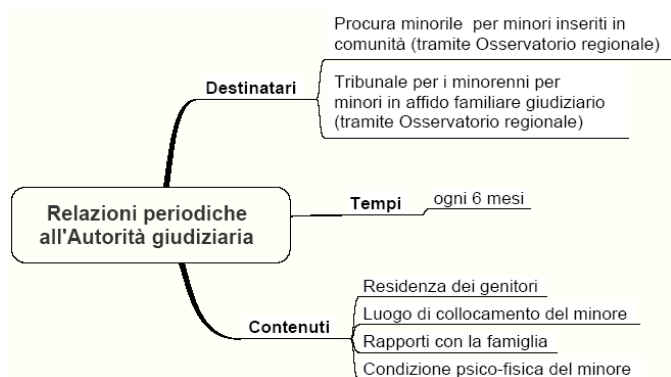 Procura minorile per minori inseriti in
comunità (tramite Osservatorio regionale)
Destinatari
Tribunale per i minorenni per
minori in affido familiare giudiziario
(tramite Osservatorio regionale)
Relazioni periodiche
all'Autorità giudiziaria
Tempi
ogni 6 mesi
Contenuti
Residenza dei genitori
Luogo di collocamento del minore
Rapporti con la famiglia
Condizione psico-fisica del minore